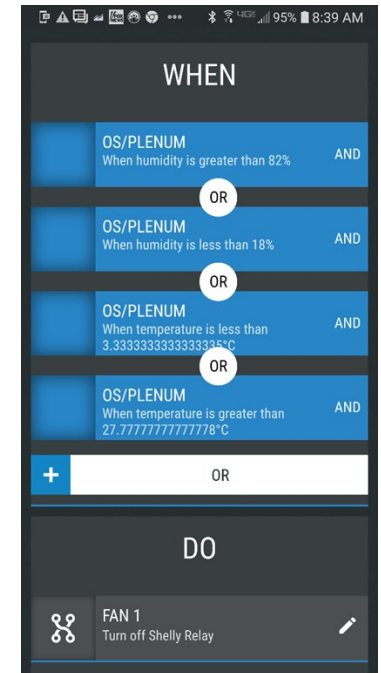 95% 8:39 AM
WHEN
OS/PLENUM
When humidity is greater than 82%
AND
OR
OS/PLENUM
When humidity is less than 18%
AND
OR
OS/PLENUM
When temperature is less than
3.3333333333333335°C
AND
OR
OS/PLENUM
When temperature is greater than
27.77777777777778°C
AND
+ OR
DO
FAN 1
Turn off Shelly Relay